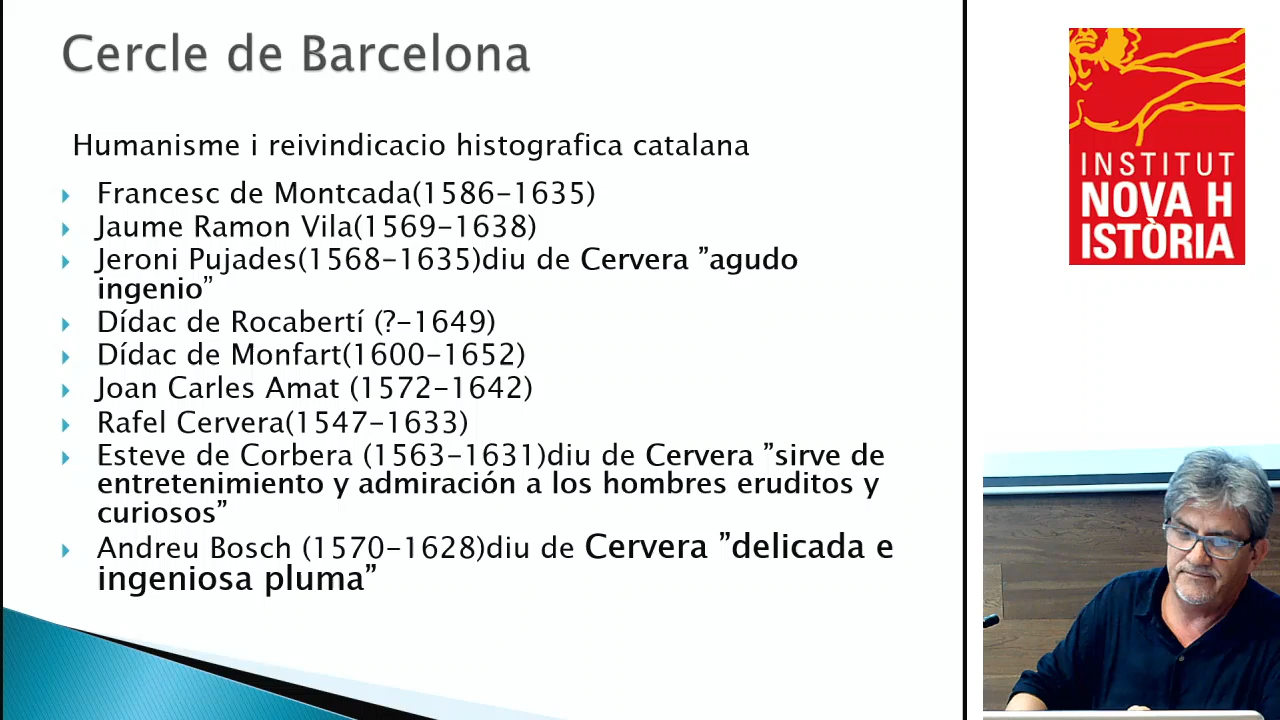 Cercle de Barcelona
Humanisme i reivindicacio histografica catalana
Francesc de Montcada(1586-1635)
Jaume Ramon Vila(1569-1638)
Jeroni Pujades(1568-1635)diu de Cervera ”agudo
ingenio”
Dídac de Rocabertí (?-1649)
Dídac de Monfart(1600-1652)
Joan Carles Amat (1572-1642)
Rafel Cervera(1547-1633)
Esteve de Corbera (1563-1631)diu de Cervera ”sirve de
entretenimiento y admiración a los hombres eruditos y
curiosos”
Andreu Bosch (1570-1628)diu de Cervera ”delicada e
ingeniosa pluma”
INSTITUT
NOVA H
ISTÒRIA